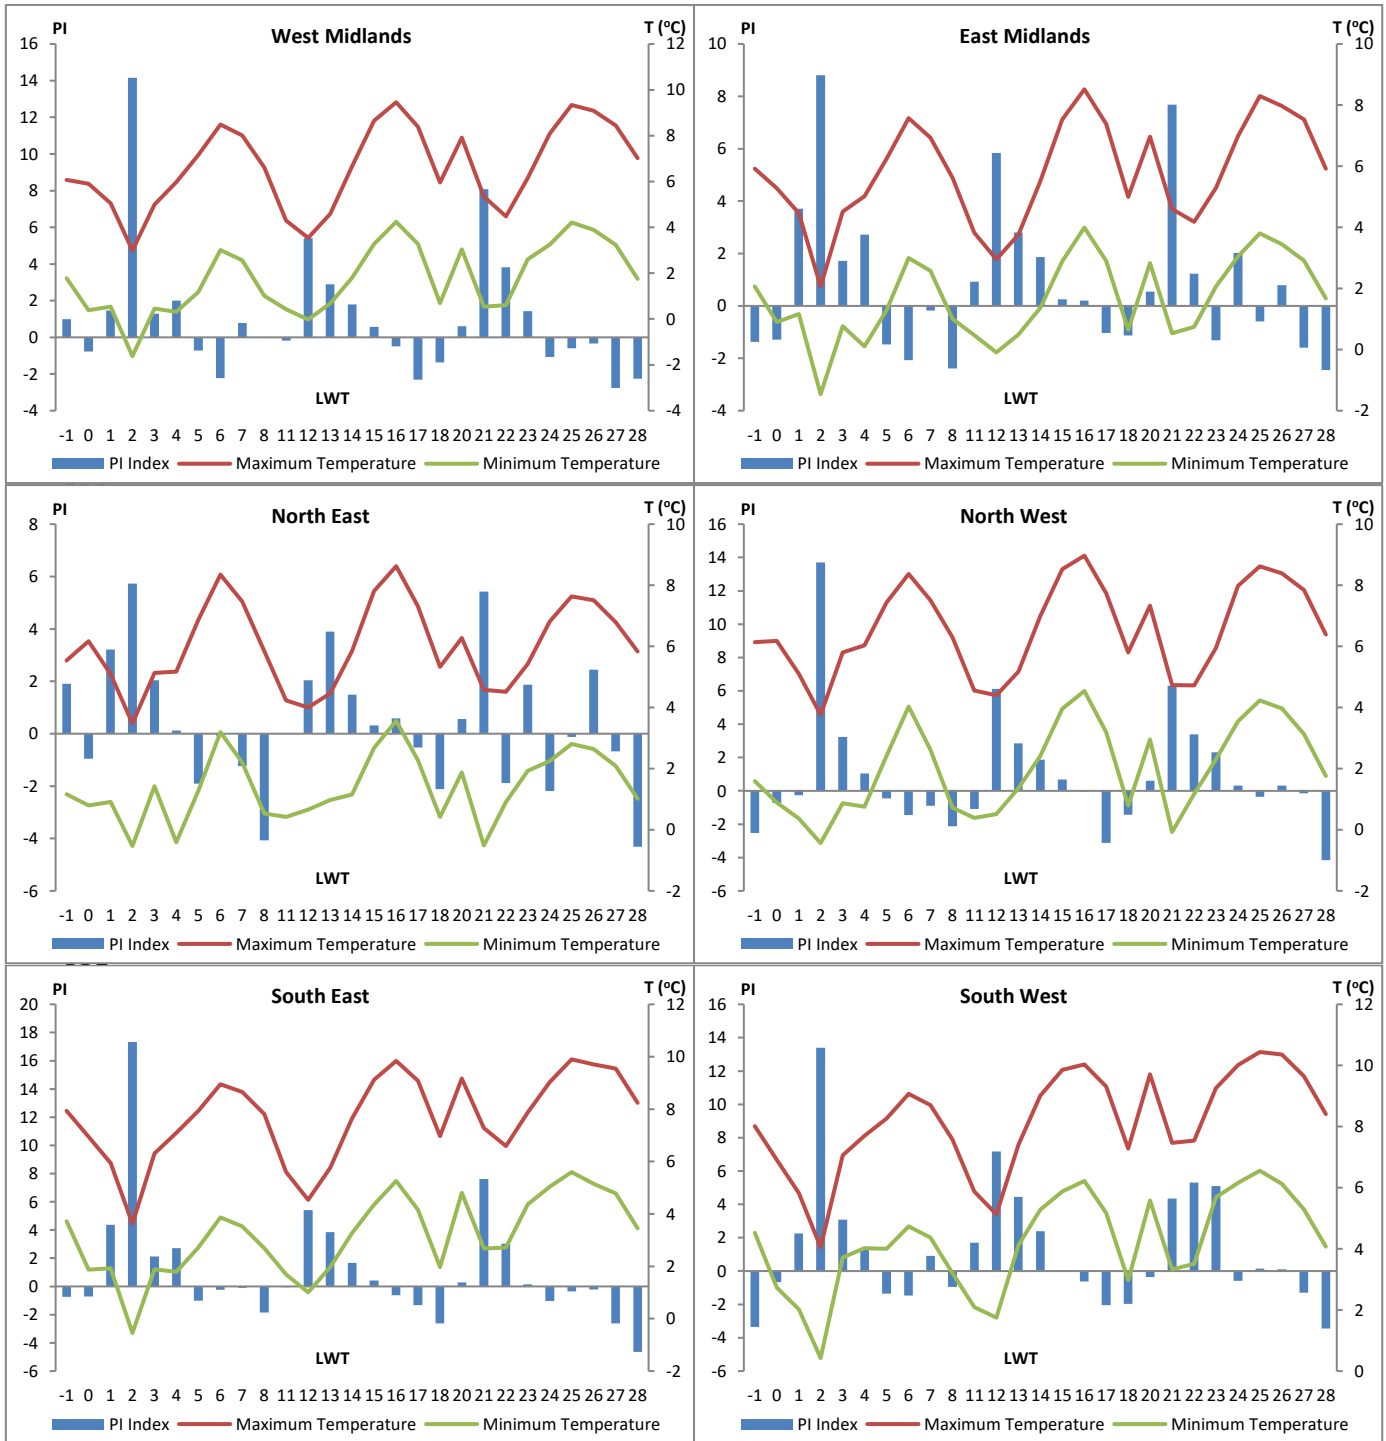 PI West Midlands T (°C)
16 12
14 10
12 8
10 6
8 4
6 2
4 0
2 -2
0 -4
-2
-4
LWT
-1 0 1 2 3 4 5 6 7 8 11 12 13 14 15 16 17 18 20 21 22 23 24 25 26 27 28
PI Index Maximum Temperature Minimum Temperature
PI East Midlands T (°C)
10 10
8 8
6 6
4 4
2 2
0 0
-2 -2
-4
LWT
-1 0 1 2 3 4 5 6 7 8 11 12 13 14 15 16 17 18 20 21 22 23 24 25 26 27 28
PI Index Maximum Temperature Minimum Temperature
PI North East T (°C)
8 10
6 8
4 6
2 4
0 2
-2 0
-4 -2
-6
LWT
-1 0 1 2 3 4 5 6 7 8 11 12 13 14 15 16 17 18 20 21 22 23 24 25 26 27 28
PI Index Maximum Temperature Minimum Temperature
PI North West T (°C)
16 10
14 8
12 6
10 4
8 2
6 0
4 -2
2
0
-2
-4
-6
LWT
-1 0 1 2 3 4 5 6 7 8 11 12 13 14 15 16 17 18 20 21 22 23 24 25 26 27 28
PI Index Maximum Temperature Minimum Temperature
PI South East T (°C)
20 12
18 10
16 8
14 6
12 4
10 2
8 0
6 -2
4
2
0
-2
-4
-6
LWT
-1 0 1 2 3 4 5 6 7 8 11 12 13 14 15 16 17 18 20 21 22 23 24 25 26 27 28
PI Index Maximum Temperature Minimum Temperature
PI South West T (°C)
16 12
14 10
12 8
10 6
8 4
6 2
4 0
2
0
-2
-4
-6
LWT
-1 0 1 2 3 4 5 6 7 8 11 12 13 14 15 16 17 18 20 21 22 23 24 25 26 27 28
PI Index Maximum Temperature Minimum Temperature